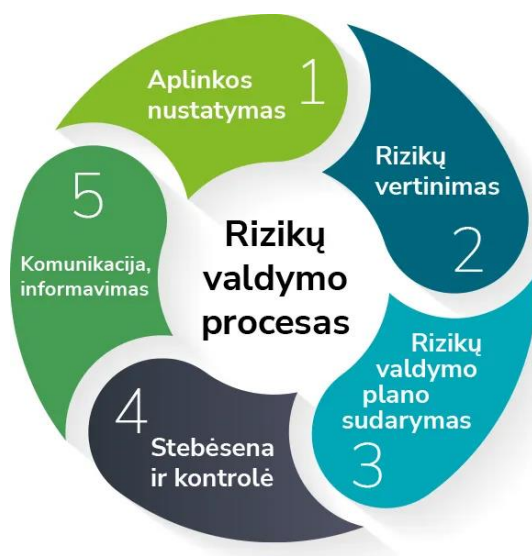 Aplinkos
nustatymas
1
Rizikų
vertinimas
2
Rizikų
valdymo
plano
sudarymas
3
4
Stebėsena
ir kontrolė
5
Komunikacija,
informavimas
Rizikų
valdymo
procesas